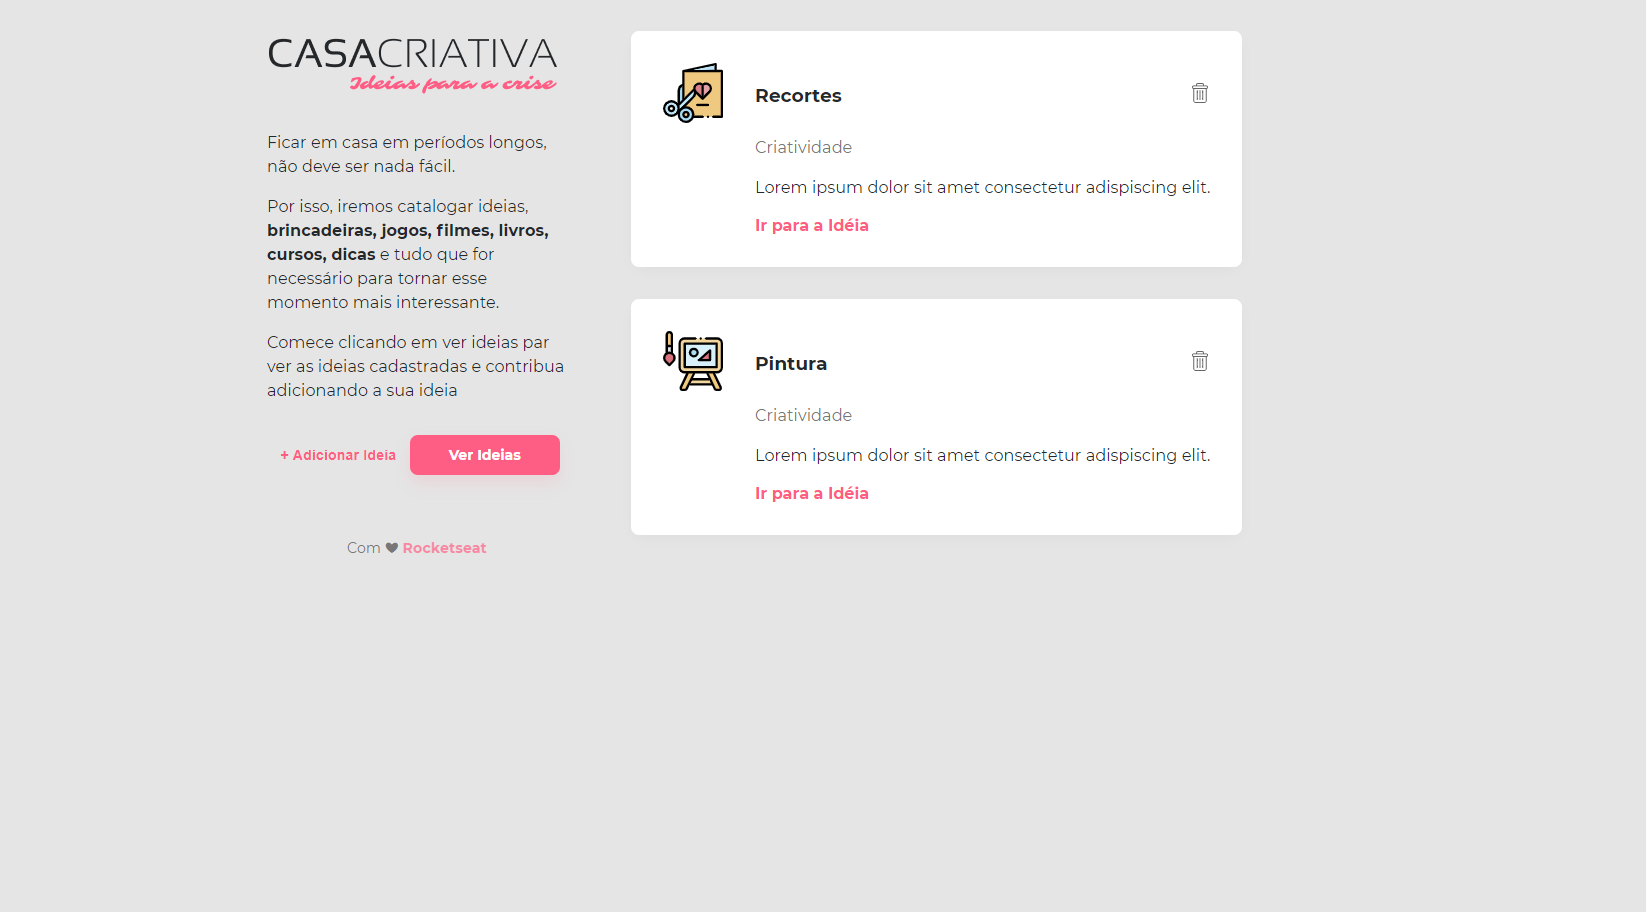 CASACRIATIVA
Ideias para a crise
Ficar em casa em períodos longos,
não deve ser nada fácil.
Por isso, iremos catalogar ideias,
brincadeiras, jogos, filmes, livros,
cursos, dicas e tudo que for
necessário para tornar esse
momento mais interessante.
Comece clicando em ver ideias par
ver as ideias cadastradas e contribua
adicionando a sua ideia
+ Adicionar Ideia
Ver Ideias
Com ♥ Rocketseat
Recortes
Criatividade
Lorem ipsum dolor sit amet consectetur adispiscing elit.
Ir para a Idéia
Pintura
Criatividade
Lorem ipsum dolor sit amet consectetur adispiscing elit.
Ir para a Idéia